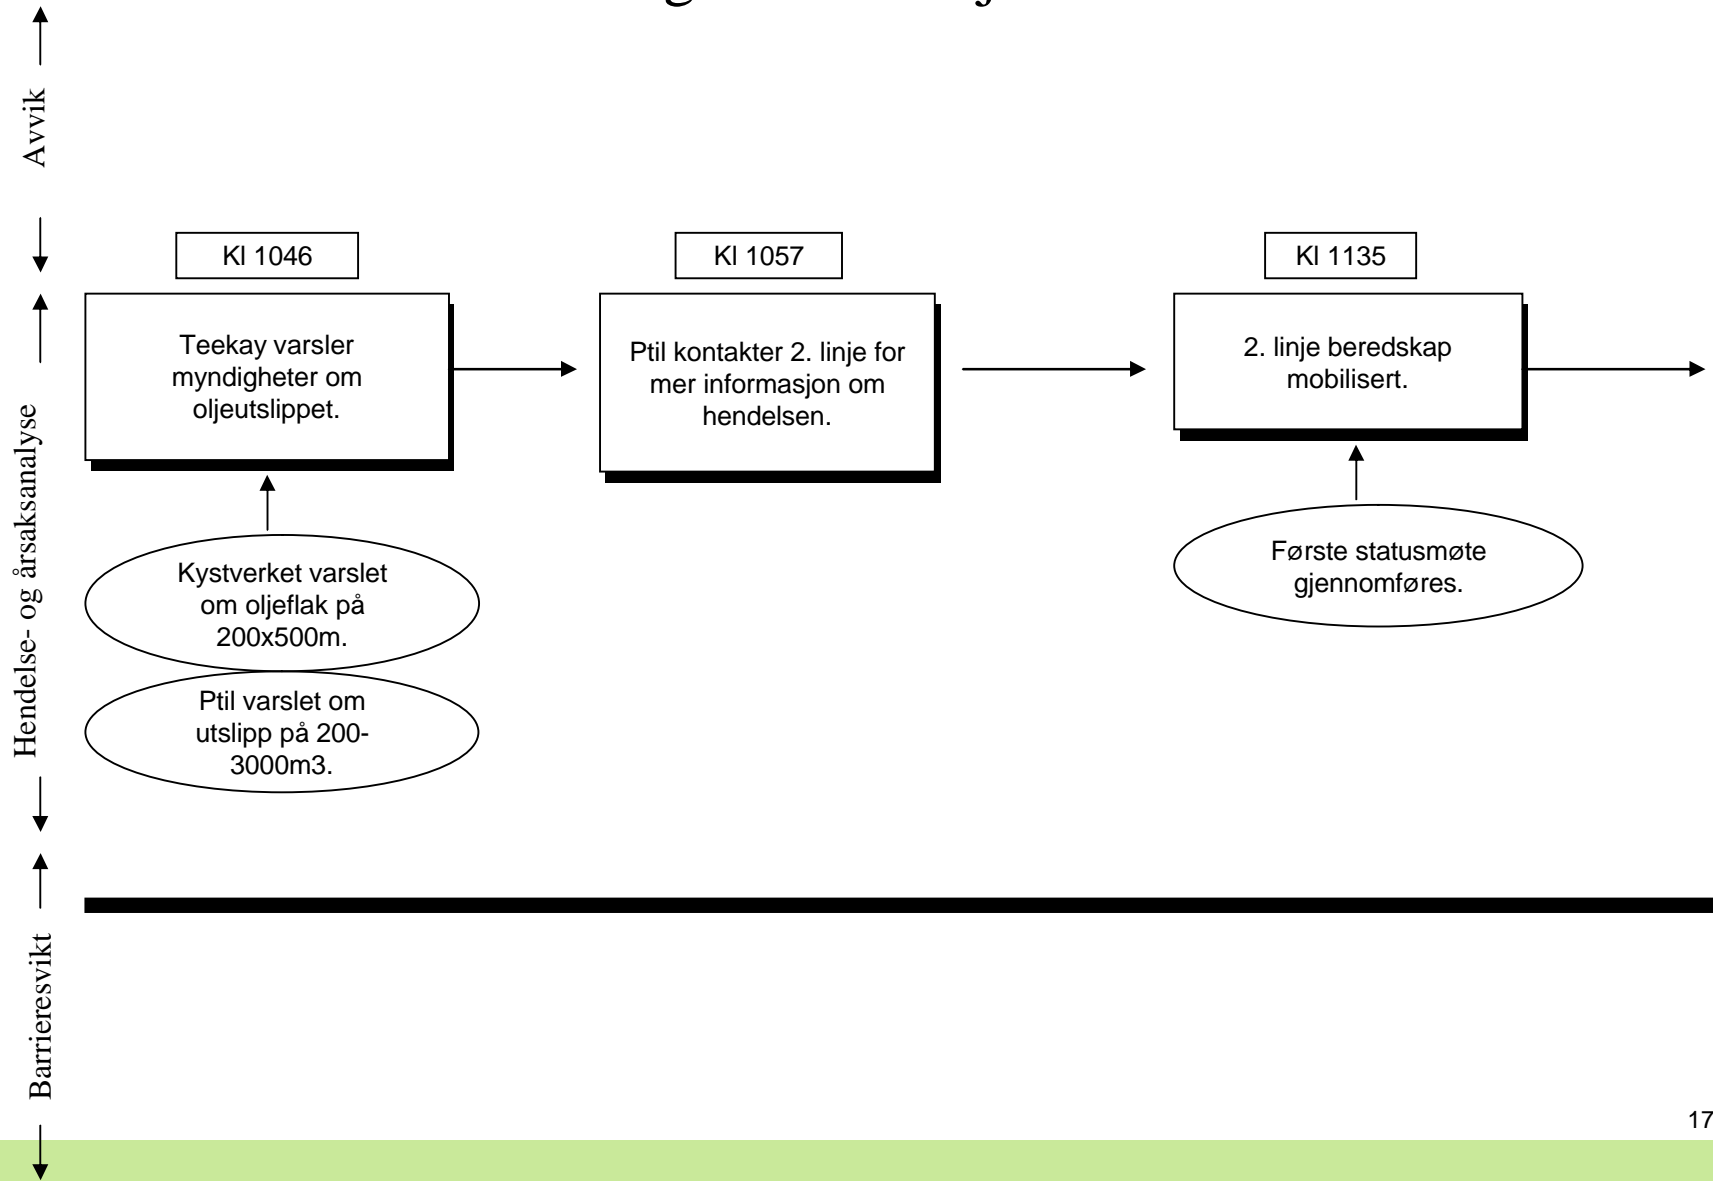 Avvik
Hendelse- og årsaksanalyse
Barrieresvikt
Kl 1046
Teekay varsler
myndigheter om
oljeutslippet.
Kystverket varslet
om oljeflak på
200x500m.
Ptil varslet om
utslipp på 200-
3000m3.
Kl 1057
Ptil kontakter 2. linje for
mer informasjon om
hendelsen.
Kl 1135
2. linje beredskap
mobilisert.
Første statusmøte
gjennomføres.
17